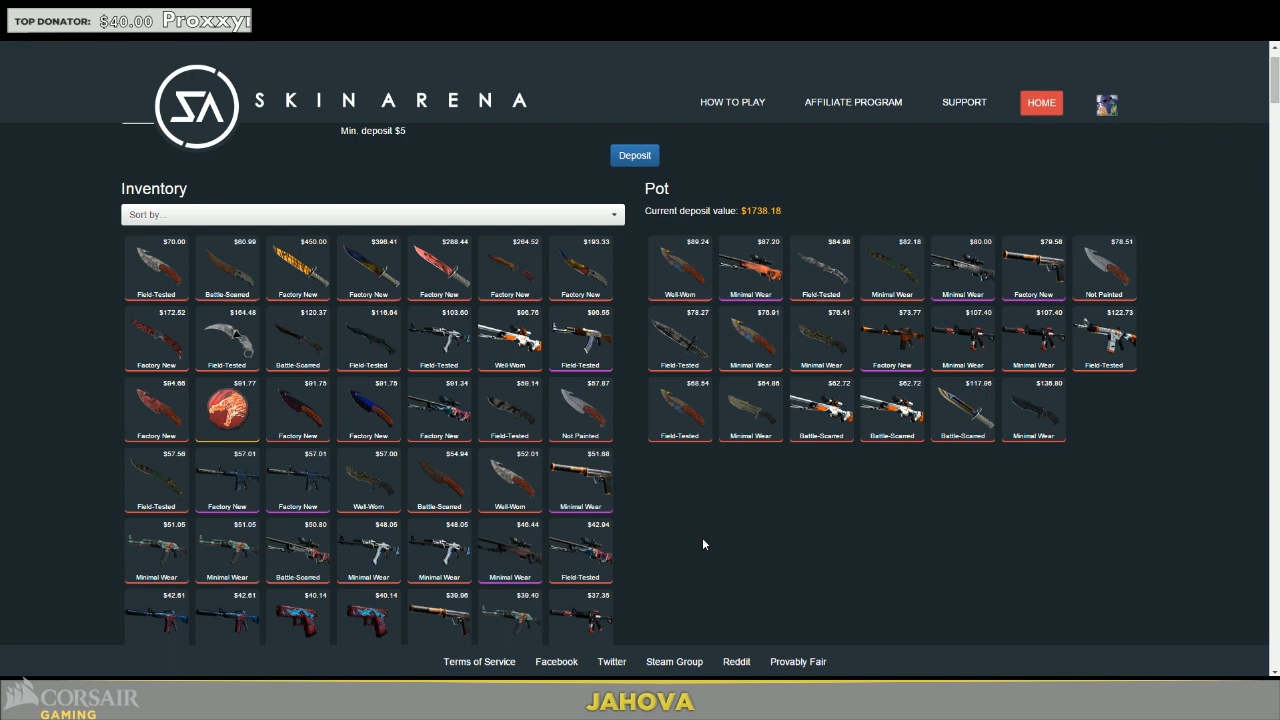 TOP DONATOR: $40.00 Proxxy
SKINARENA
HOW TO PLAY AFFILIATE PROGRAM SUPPORT HOME
Min. deposit $5
Deposit
Inventory
Sort by...
$70.00 $60.99 $450.00 $396.41 $288.44 $264.52 $193.33
Field-Tested Battle-Scarred Factory New Factory New Factory New Factory New Factory New
$172.52 $164.48 $120.37 $116.64 $103.60 $96.76 $96.55
Factory New Field-Tested Battle-Scarred Field-Tested Field-Tested Well-Worn Field-Tested
$94.66 $91.77 $91.75 $91.75 $91.34 $59.14 $57.87
Factory New Factory New Factory New Factory New Field-Tested Not Painted
$57.56 $57.01 $57.01 $57.00 $54.94 $52.01 $51.68
Field-Tested Factory New Factory New Well-Worn Battle-Scarred Well-Worn Minimal Wear
$51.05 $51.05 $50.80 $48.05 $48.05 $46.44 $42.94
Minimal Wear Minimal Wear Battle-Scarred Minimal Wear Minimal Wear Minimal Wear Field-Tested
$42.61 $42.61 $40.14 $40.14 $39.96 $39.40 $37.35
Pot
Current deposit value: $1738.18
$89.24 $87.20 $84.98 $82.18 $80.00 $79.58 $78.51
Well-Worn Minimal Wear Field-Tested Minimal Wear Minimal Wear Factory New Not Painted
$78.27 $76.91 $76.41 $73.77 $107.40 $107.40 $122.73
Field-Tested Minimal Wear Minimal Wear Factory New Minimal Wear Minimal Wear Field-Tested
$68.54 $64.86 $62.72 $62.72 $117.96 $136.80
Field-Tested Minimal Wear Battle-Scarred Battle-Scarred Battle-Scarred Minimal Wear
Terms of Service Facebook Twitter Steam Group Reddit Provably Fair
CORSAIR
GAMING
JAHOVA